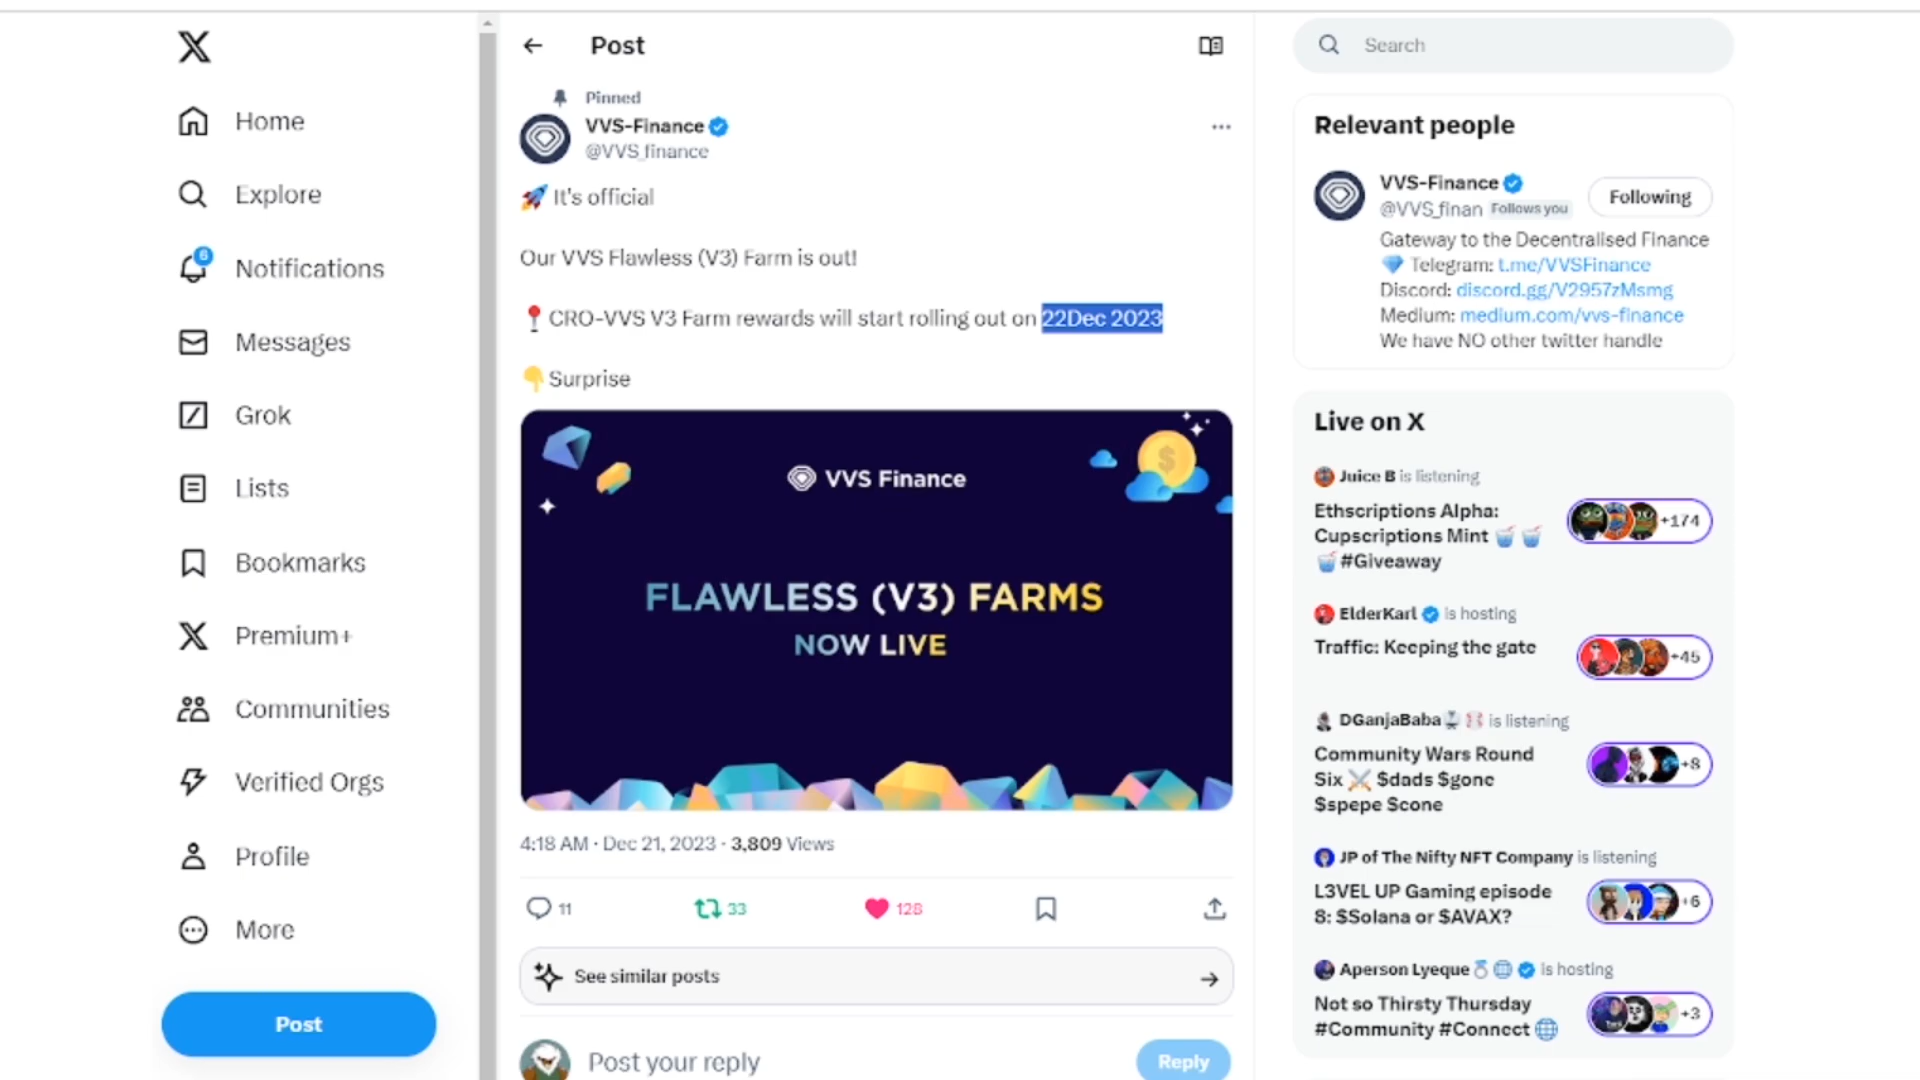 Home
Explore
6
Notifications
Messages
Grok
Lists
Bookmarks
Premium+
Communities
Verified Orgs
Profile
More
Post
Post
Pinned
VVS-Finance
@VVS_finance
🚀 It's official
Our VVS Flawless (V3) Farm is out!
📍CRO-VVS V3 Farm rewards will start rolling out on 22Dec 2023
👇Surprise
VVS Finance
FLAWLESS (V3) FARMS
NOW LIVE
4:18 AM · Dec 21, 2023 · 3,809 Views
11
33
128
See similar posts
Post your reply
Reply
Search
Relevant people
VVS-Finance
@VVS_finan Follows you
Following
Gateway to the Decentralised Finance
💎 Telegram: t.me/VVSFinance
Discord: discord.gg/V2957zMsmg
Medium: medium.com/vvs-finance
We have NO other twitter handle
Live on X
Juice B is listening
Ethscriptions Alpha:
Cupscriptions Mint 🥤 🥤
🥤#Giveaway
+174
ElderKarl is hosting
Traffic: Keeping the gate
+45
DGanjaBaba is listening
Community Wars Round
Six ⚔️ $dads $gone
$spepe $cone
+8
JP of The Nifty NFT Company is listening
L3VEL UP Gaming episode
8: $Solana or $AVAX?
+6
Aperson Lyeque is hosting
Not so Thirsty Thursday
#Community #Connect 🌐
+3